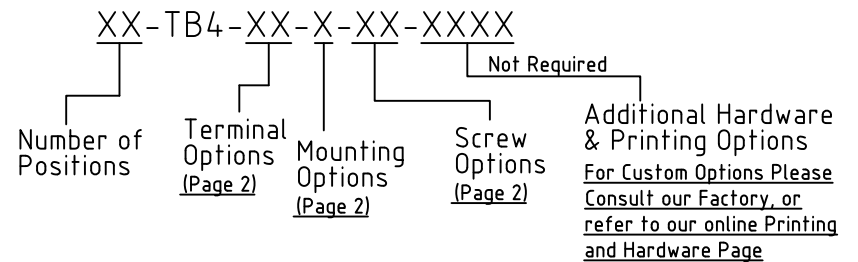 XX-TB4-XX-X-XX-XXXX
Not Required
Number of
Positions
Terminal
Options
(Page 2)
Mounting
Options
(Page 2)
Screw
Options
(Page 2)
Additional Hardware
& Printing Options
For Custom Options Please
Consult our Factory, or
refer to our online Printing
and Hardware Page